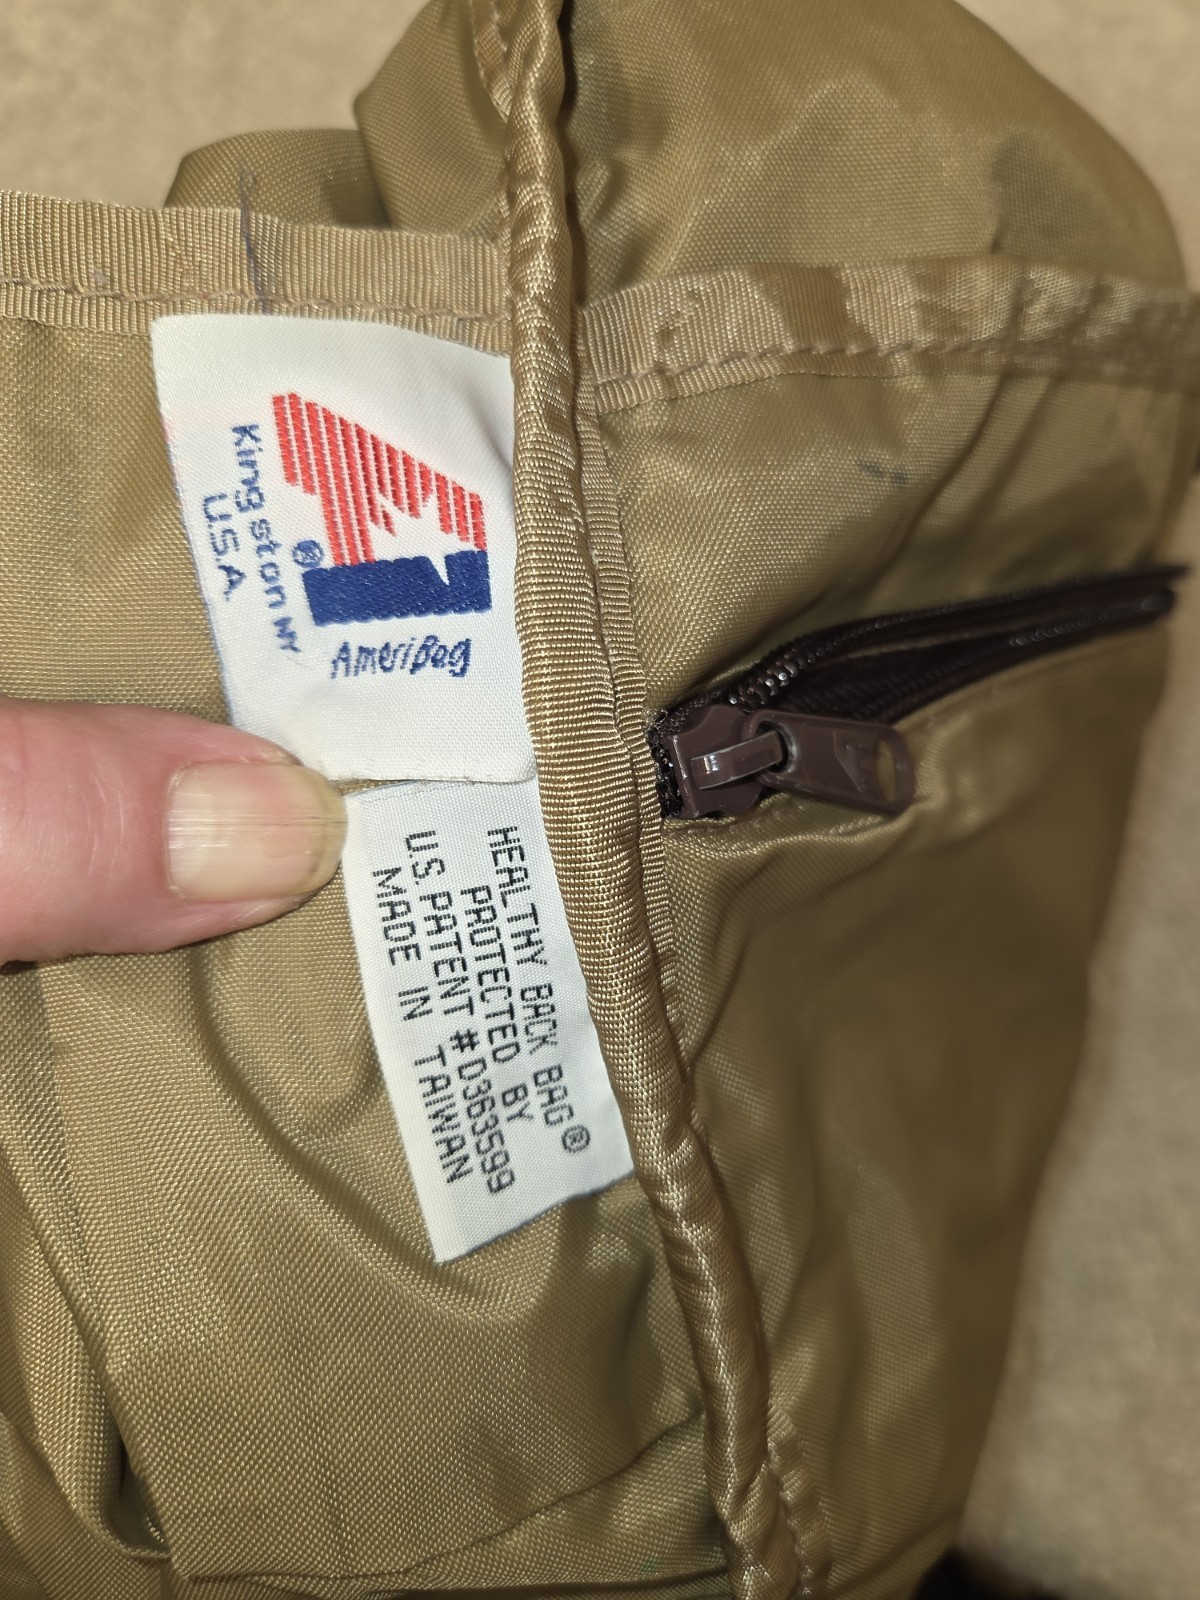 AmeriBag
®
Kingston NY
U.S.A.
HEALTHY BACK BAG®
PROTECTED BY
U.S. PATENT # D363599
MADE IN TAIWAN